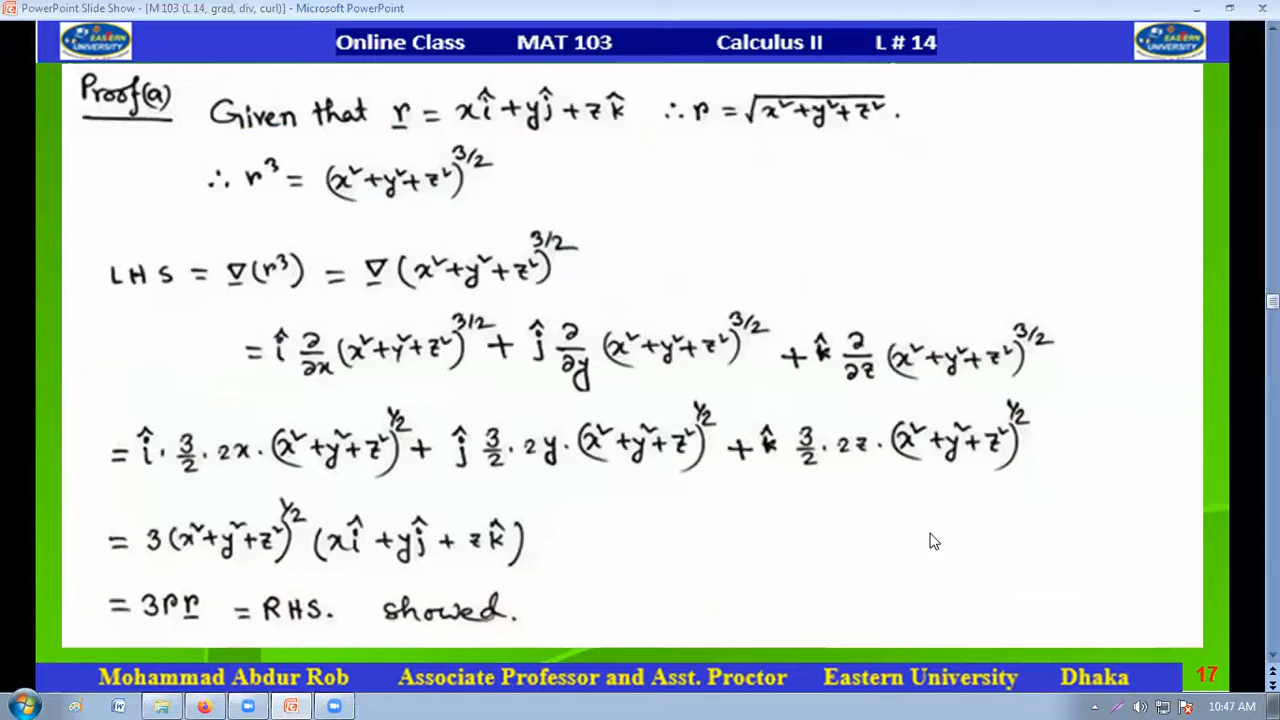 PowerPoint Slide Show - [M 103 (L 14, grad, div, curl)] - Microsoft PowerPoint
EASTERN UNIVERSITY Online Class MAT 103 Calculus II L # 14 EASTERN UNIVERSITY
Proof(a) Given that r = xî + yĵ + zk̂ ∴ r = √(x²+y²+z²).
∴ r³ = (x²+y²+z²)^3/2
LHS = ∇(r³) = ∇(x²+y²+z²)^3/2
= î ∂/∂x (x²+y²+z²)^3/2 + ĵ ∂/∂y (x²+y²+z²)^3/2 + k̂ ∂/∂z (x²+y²+z²)^3/2
= î · 3/2 · 2x · (x²+y²+z²)^1/2 + ĵ 3/2 · 2y · (x²+y²+z²)^1/2 + k̂ 3/2 · 2z · (x²+y²+z²)^1/2
= 3(x²+y²+z²)^1/2 (xî + yĵ + zk̂)
= 3r r = RHS. showed.
Mohammad Abdur Rob Associate Professor and Asst. Proctor Eastern University Dhaka 17
10:47 AM